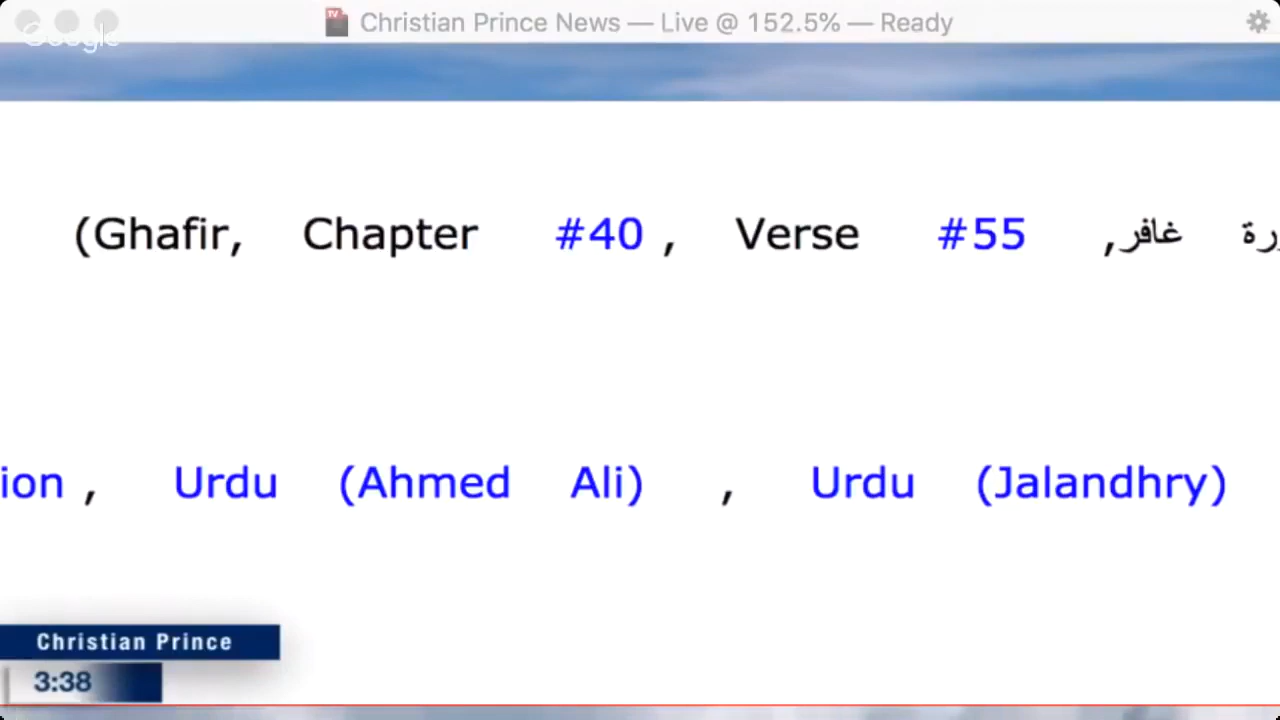 Christian Prince News — Live @ 152.5% — Ready
Google
(Ghafir, Chapter #40 , Verse #55 ,غافر
, Urdu (Ahmed Ali) , Urdu (Jalandhry)
Christian Prince
3:38